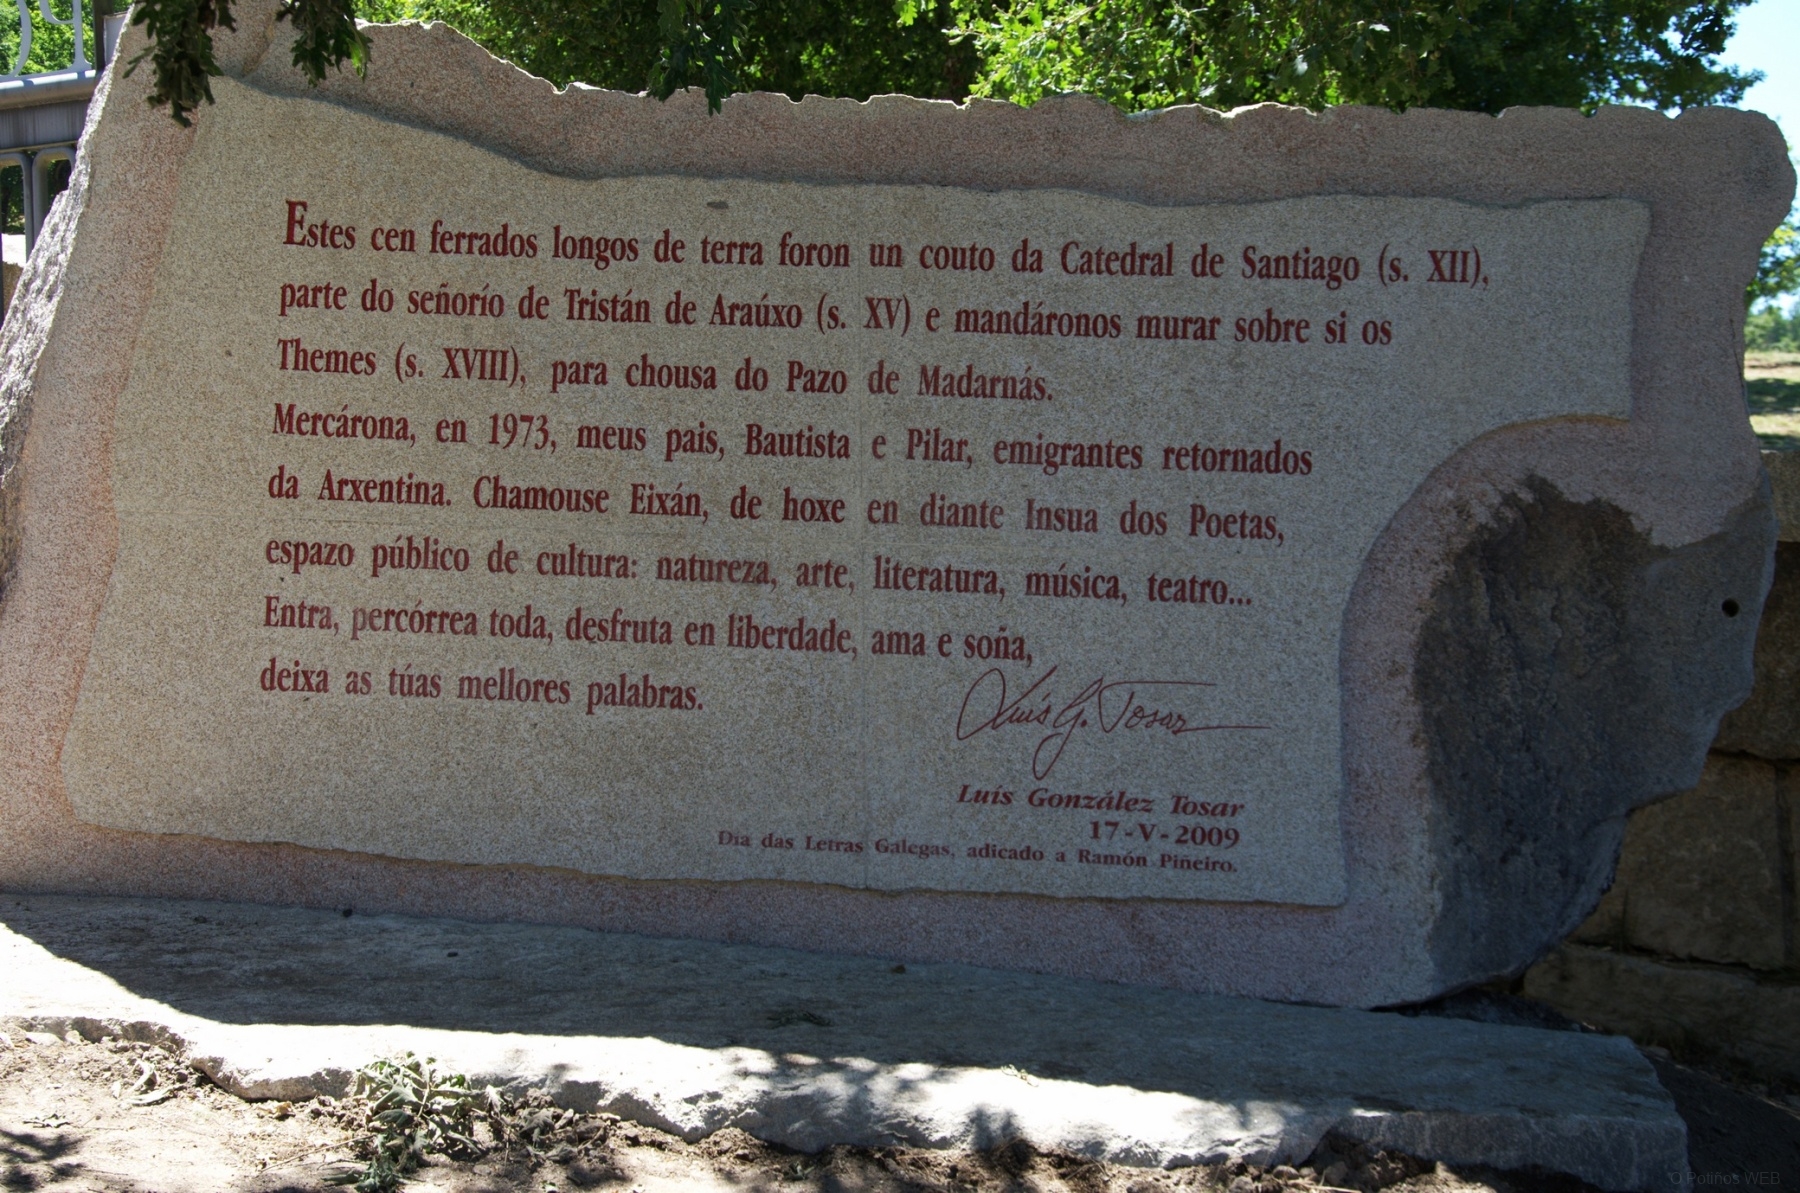 Estes cen ferrados longos de terra foron un couto da Catedral de Santiago (s. XII),
parte do señorío de Tristán de Araúxo (s. XV) e mandáronos murar sobre si os
Themes (s. XVIII), para chousa do Pazo de Madarnás.
Mercárona, en 1973, meus pais, Bautista e Pilar, emigrantes retornados
da Arxentina. Chamouse Eixán, de hoxe en diante Insua dos Poetas,
espazo público de cultura: natureza, arte, literatura, música, teatro...
Entra, percórrea toda, desfruta en liberdade, ama e soña,
deixa as túas mellores palabras.
Luís G. Tosar
Luís González Tosar
17-V-2009
Dia das Letras Galegas, adicado a Ramón Piñeiro.
O Potiños WEB